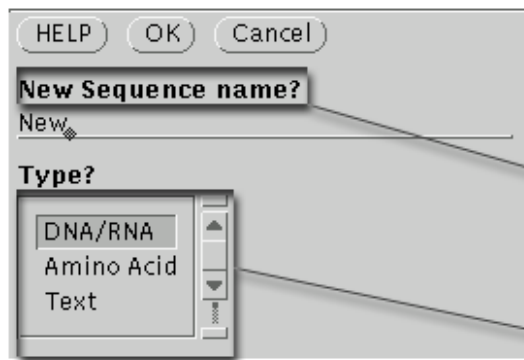 HELP OK Cancel
New Sequence name?
New
Type?
DNA/RNA
Amino Acid
Text